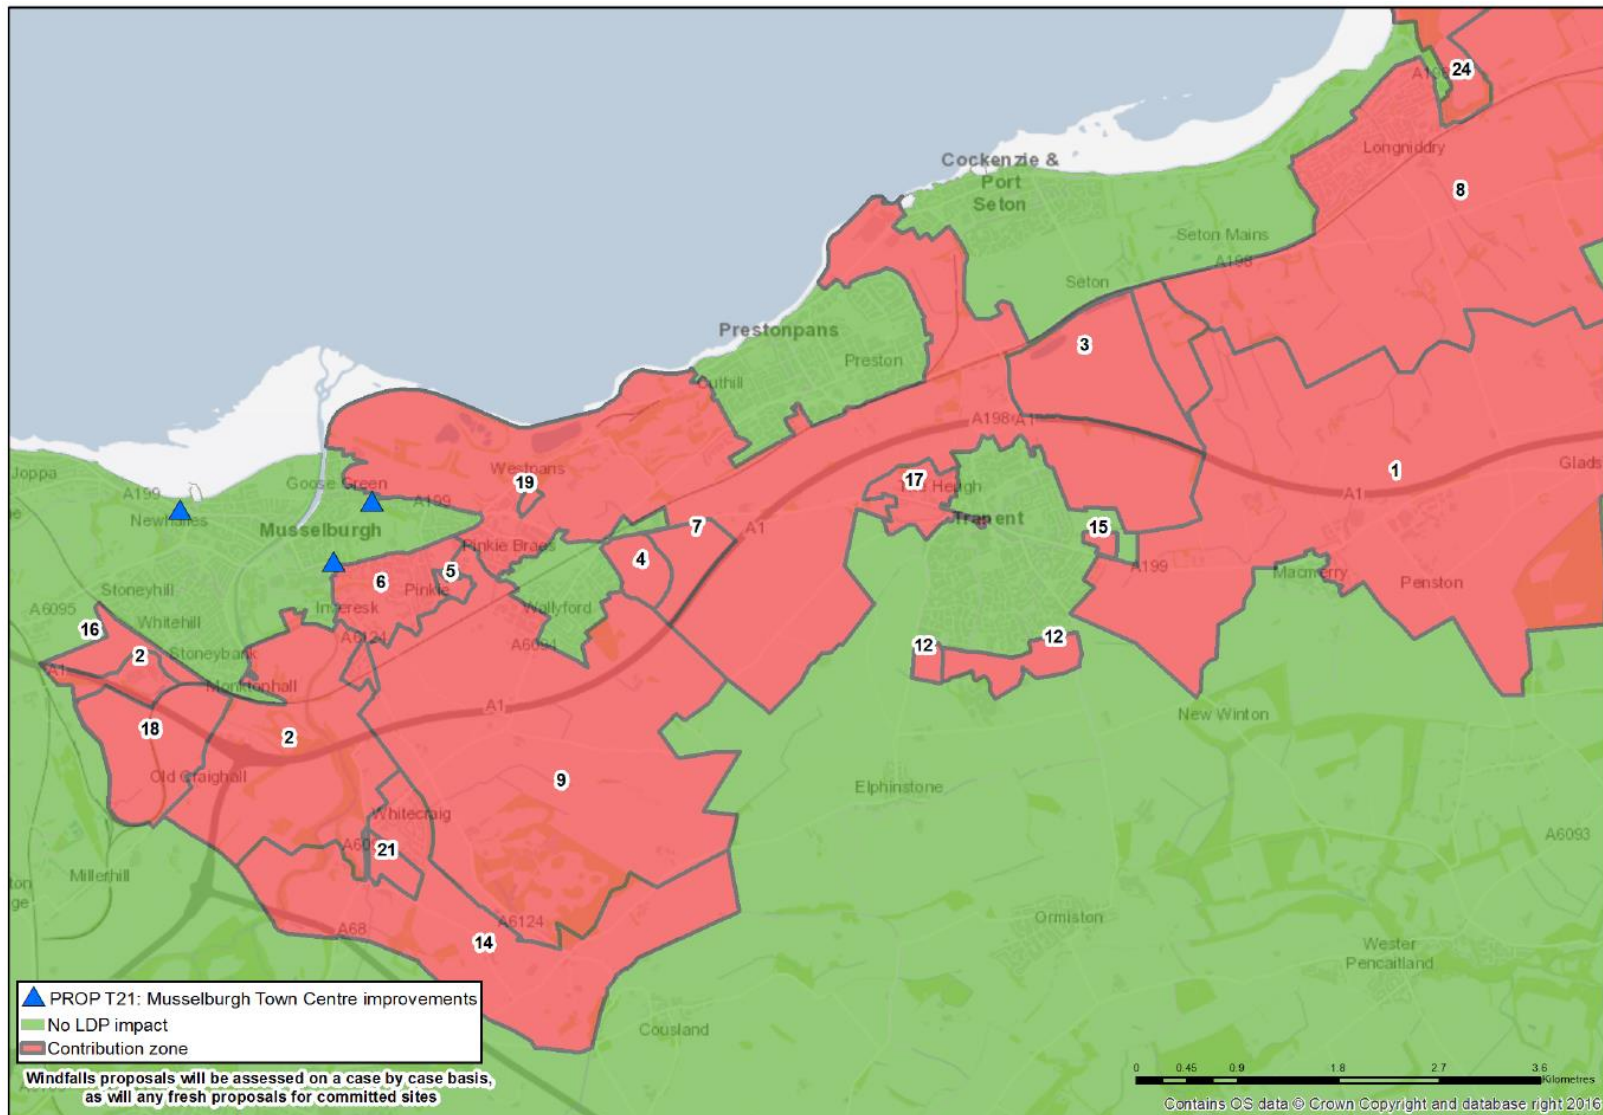 A198
24
Longniddry
8
Cockenzie &
Port
Seton
Seton Mains
A198
Seton
Prestonpans
Preston
3
Cuthill
A198
A1
1
Glads
A1
Westpans
19
17
Tranent
Joppa
A199
Goose Green
A199
Newhailes
Musselburgh
7
A1
15
A199
Macmerry
Penston
Pinkie Braes
4
5
6
Pinkie
Stoneyhill
Inveresk
Wallyford
A6095
Whitehill
A6124
A6094
16
2
Stoneybank
12
12
A1
Monktonhall
A1
New Winton
18
2
Old Craighall
9
Elphinstone
Whitecraig
A6093
21
Millerhill
A6124
A68
14
Ormiston
Wester
Pencaitland
Cousland
PROP T21: Musselburgh Town Centre improvements
No LDP impact
Contribution zone
Windfalls proposals will be assessed on a case by case basis,
as will any fresh proposals for committed sites
0 0.45 0.9 1.8 2.7 3.6
Kilometres
Contains OS data © Crown Copyright and database right 2016